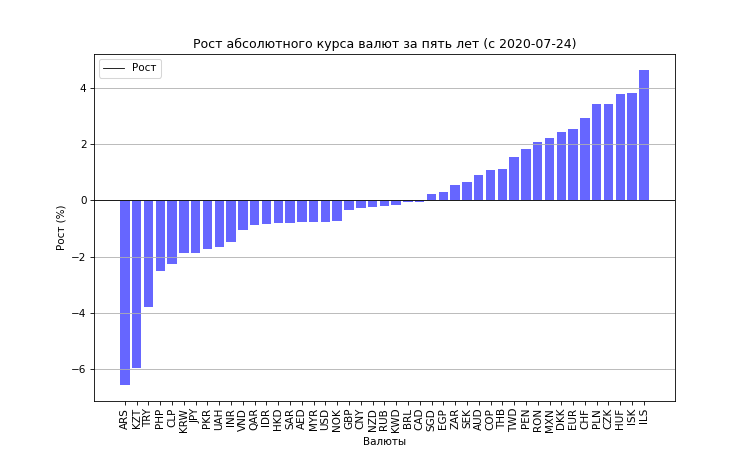 Рост абсолютного курса валют за пять лет (с 2020-07-24)
Рост
4
2
0
−2
−4
−6
Рост (%)
ARS KZT TRY PHP CLP KRW JPY PKR UAH INR VND QAR IDR HKD SAR AED MYR USD NOK GBP CNY NZD RUB KWD BRL CAD SGD EGP ZAR SEK AUD COP THB TWD PEN RON MXN DKK EUR CHF PLN CZK HUF ISK ILS
Валюты